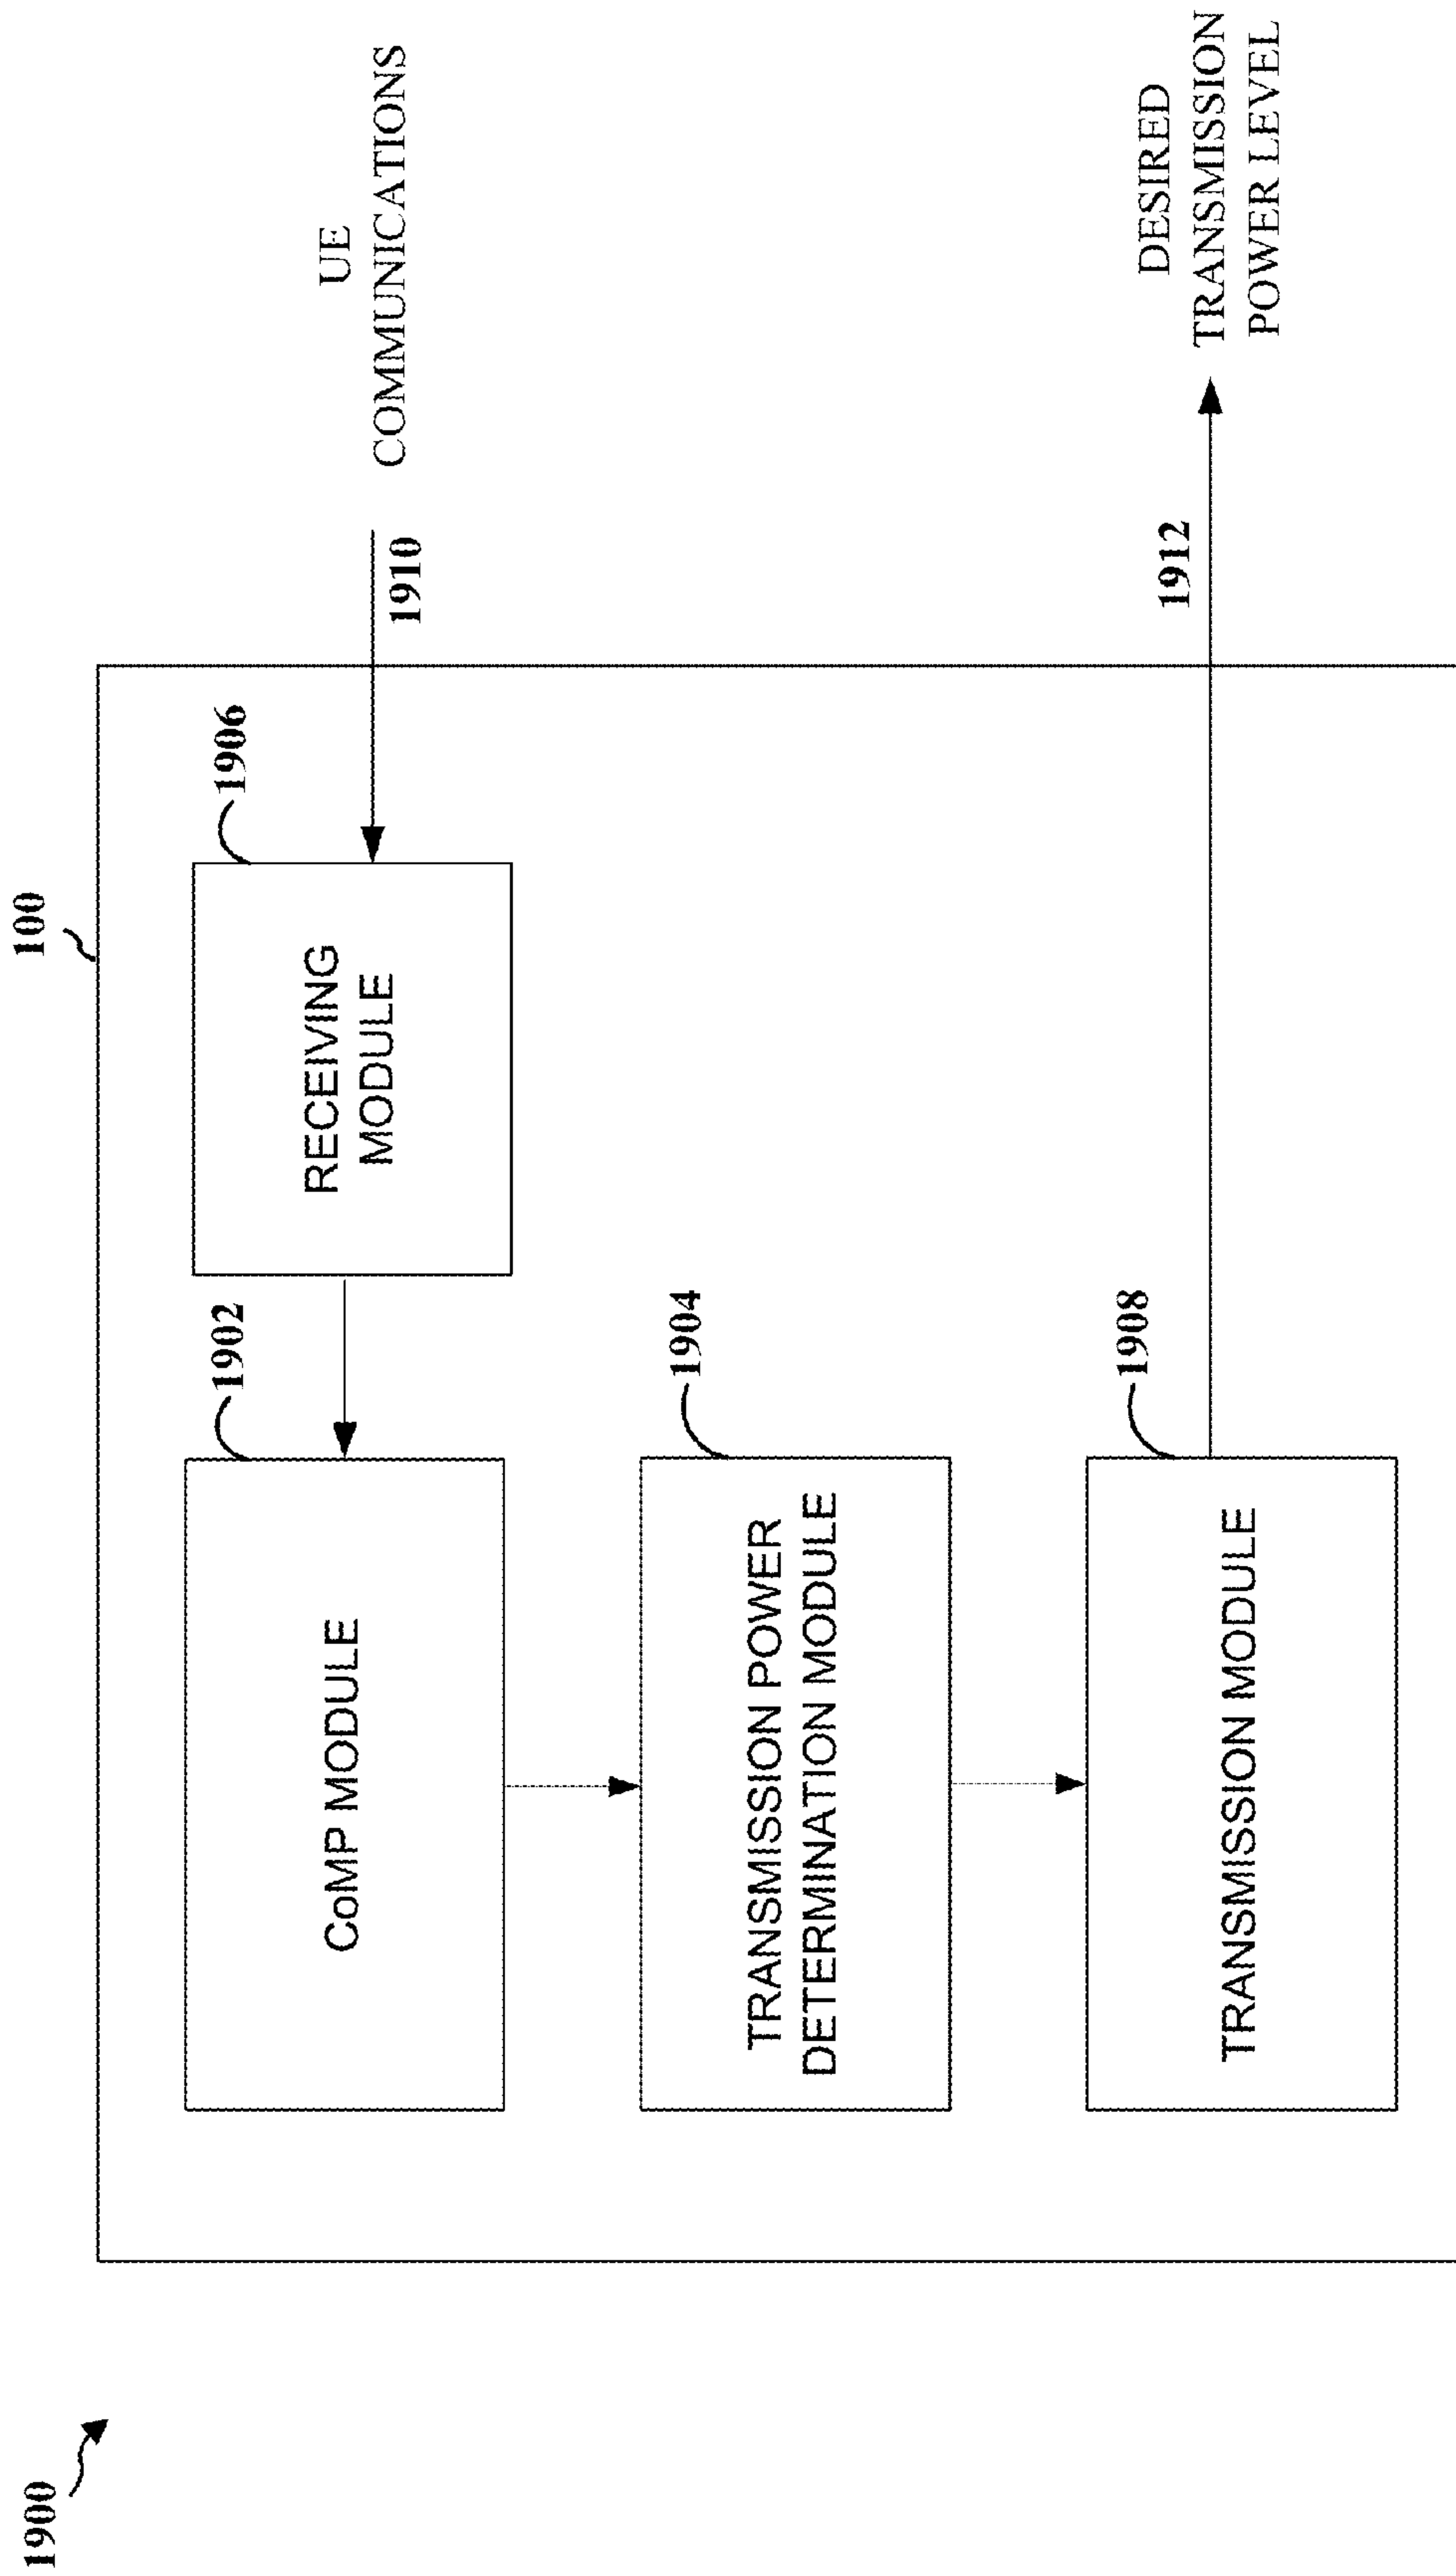 1900
100
1902
CoMP MODULE
1906
RECEIVING
MODULE
1910
UE
COMMUNICATIONS
1904
TRANSMISSION POWER
DETERMINATION MODULE
1908
TRANSMISSION MODULE
1912
DESIRED
TRANSMISSION
POWER LEVEL